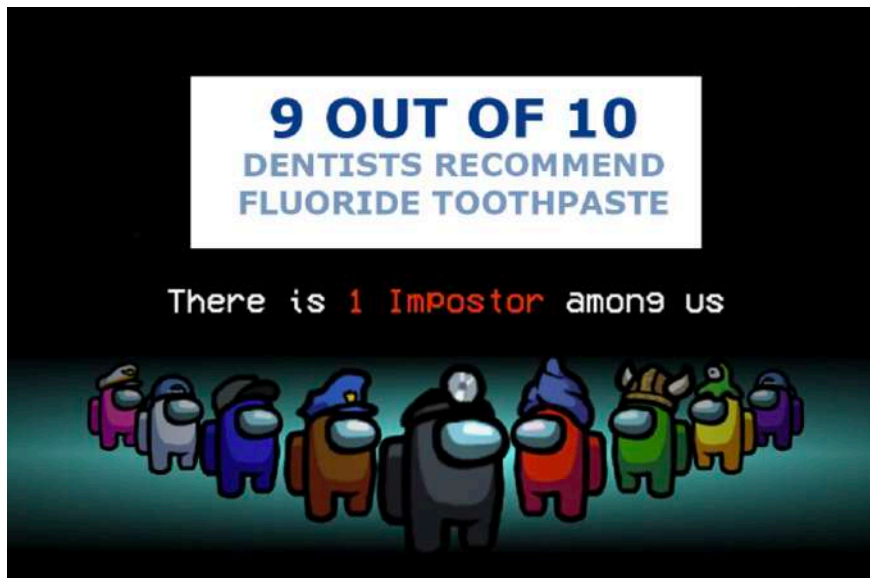 9 OUT OF 10
DENTISTS RECOMMEND
FLUORIDE TOOTHPASTE
There is 1 Impostor among us